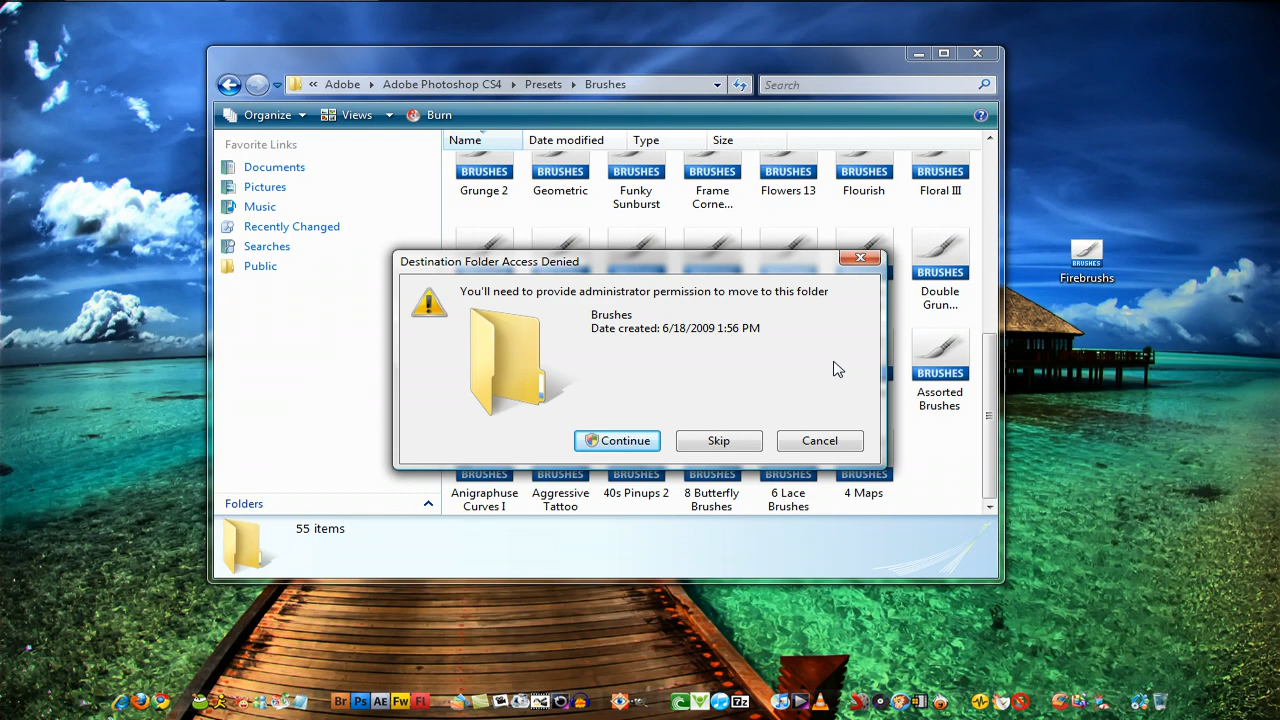 « Adobe Adobe Photoshop CS4 Presets Brushes
Search
Organize Views Burn
Favorite Links
Documents
Pictures
Music
Recently Changed
Searches
Public
Folders
Name Date modified Type Size
BRUSHES BRUSHES BRUSHES BRUSHES BRUSHES BRUSHES BRUSHES
Grunge 2 Geometric Funky Sunburst Frame Corne... Flowers 13 Flourish Floral III
BRUSHES
Double Grun...
Destination Folder Access Denied
You'll need to provide administrator permission to move to this folder
Brushes
Date created: 6/18/2009 1:56 PM
Continue Skip Cancel
BRUSHES
Assorted Brushes
BRUSHES BRUSHES BRUSHES BRUSHES BRUSHES BRUSHES
Anigraphuse Curves I Aggressive Tattoo 40s Pinups 2 8 Butterfly Brushes 6 Lace Brushes 4 Maps
55 items
BRUSHES
Firebrushs
Br Ps AE Fw Fl
7z